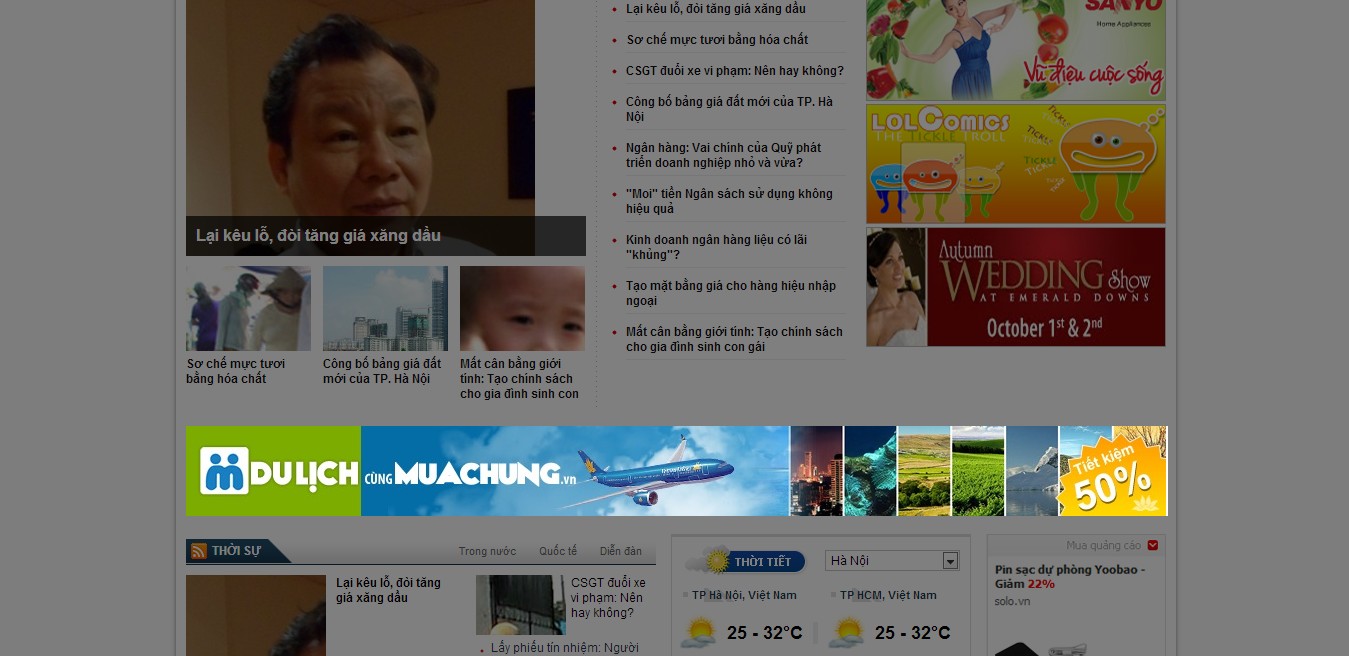 Lại kêu lỗ, đòi tăng giá xăng dầu
Sơ chế mực tươi
bằng hóa chất
Công bố bảng giá đất
mới của TP. Hà Nội
Mất cân bằng giới
tính: Tạo chính sách
cho gia đình sinh con
Lại kêu lỗ, đòi tăng giá xăng dầu
Sơ chế mực tươi bằng hóa chất
CSGT đuổi xe vi phạm: Nên hay không?
Công bố bảng giá đất mới của TP. Hà
Nội
Ngân hàng: Vai chính của Quỹ phát
triển doanh nghiệp nhỏ và vừa?
"Moi" tiền Ngân sách sử dụng không
hiệu quả
Kinh doanh ngân hàng liệu có lãi
"khủng"?
Tạo mặt bằng giá cho hàng hiệu nhập
ngoại
Mất cân bằng giới tính: Tạo chính sách
cho gia đình sinh con gái
SANYO
Home Appliances
Vũ điệu cuộc sống
LOLComics
THE TICKLE TROLL
TICKLE
TICKLE
TICKLE
TICKLE
Autumn
WEDDING Show
AT EMERALD DOWNS
October 1st & 2nd
DU LỊCH CÙNG MUACHUNG.vn
Tiết kiệm
50%
THỜI SỰ
Trong nước Quốc tế Diễn đàn
Lại kêu lỗ, đòi tăng
giá xăng dầu
CSGT đuổi xe
vi phạm: Nên
hay không?
Lấy phiếu tín nhiệm: Người
THỜI TIẾT
Hà Nội
TP Hà Nội, Việt Nam
25 - 32°C
TP HCM, Việt Nam
25 - 32°C
Mua quảng cáo
Pin sạc dự phòng Yoobao -
Giảm 22%
solo.vn